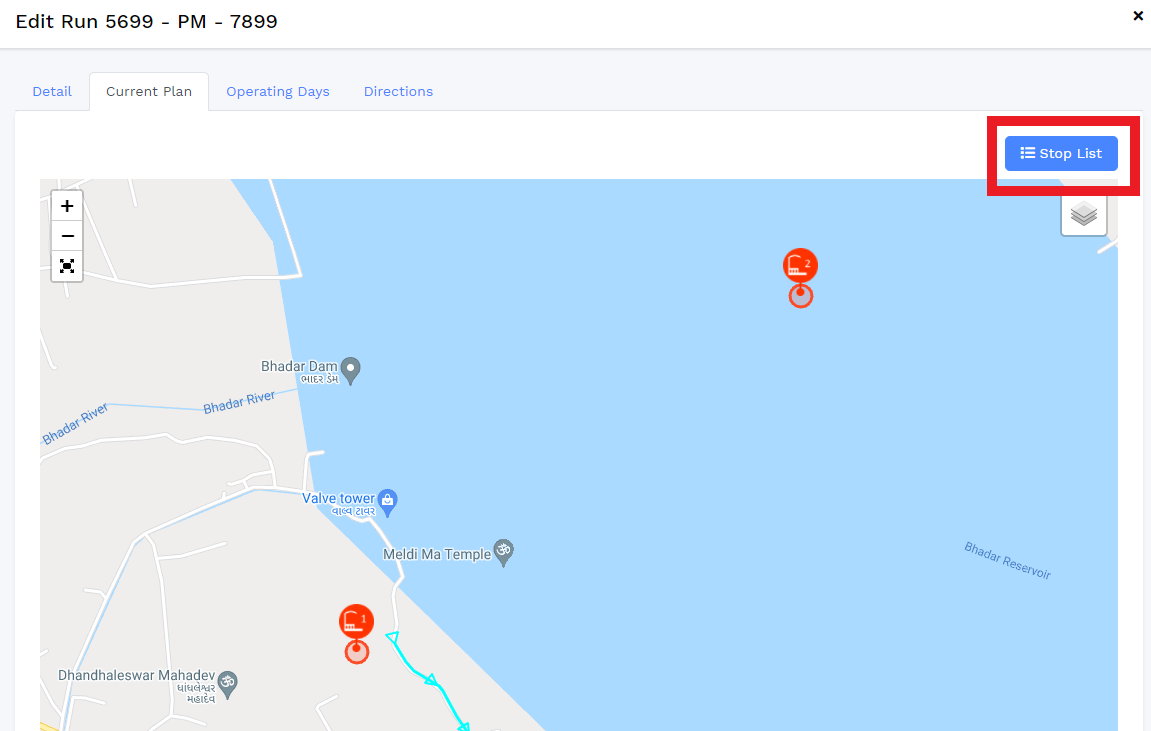 Edit Run 5699 - PM - 7899
×
Detail
Current Plan
Operating Days
Directions
Stop List
+
−
2
Bhadar Dam
ભાદર ડેમ
Bhadar River
Bhadar River
Valve tower
વાલ્વ ટાવર
Meldi Ma Temple
Bhadar Reservoir
1
Dhandhaleswar Mahadev
ધાંધલેશ્વર
મહાદેવ